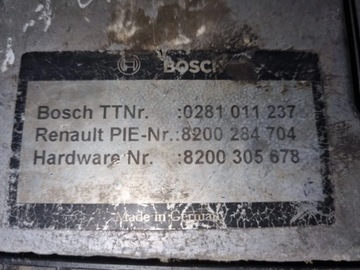 BOSCH
Bosch TTNr. :0281 011 237
Renault PIE-Nr.:8200 284 704
Hardware Nr. :8200 305 678
Made in Germany